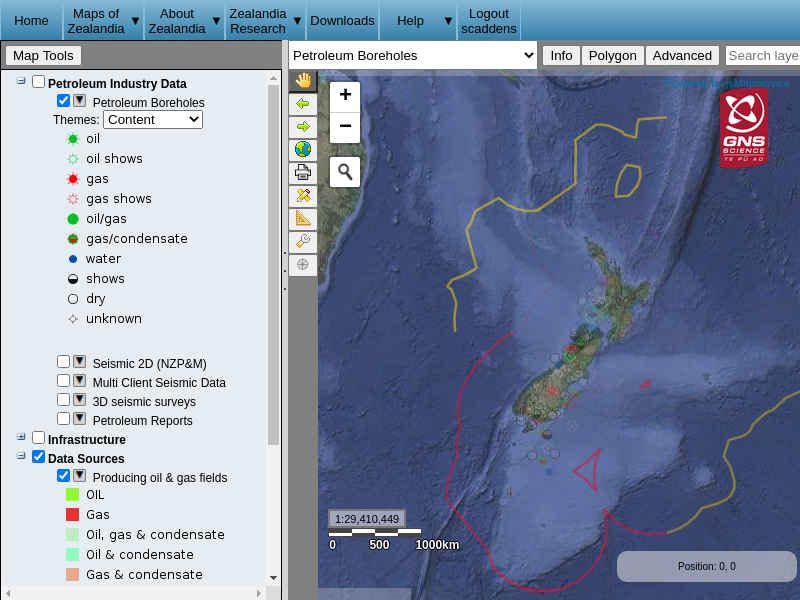 Home
Maps of Zealandia ▼
About Zealandia ▼
Zealandia Research ▼
Downloads
Help ▼
Logout scaddens
Map Tools
Petroleum Boreholes
Info
Polygon
Advanced
Search laye
Petroleum Industry Data
Petroleum Boreholes
Themes: Content
oil
oil shows
gas
gas shows
oil/gas
gas/condensate
water
shows
dry
unknown
Seismic 2D (NZP&M)
Multi Client Seismic Data
3D seismic surveys
Petroleum Reports
Infrastructure
Data Sources
Producing oil & gas fields
OIL
Gas
Oil, gas & condensate
Oil & condensate
Gas & condensate
+
−
GNS
SCIENCE
TE PŪ AO
1:29,410,449
0 500 1000km
Position: 0, 0